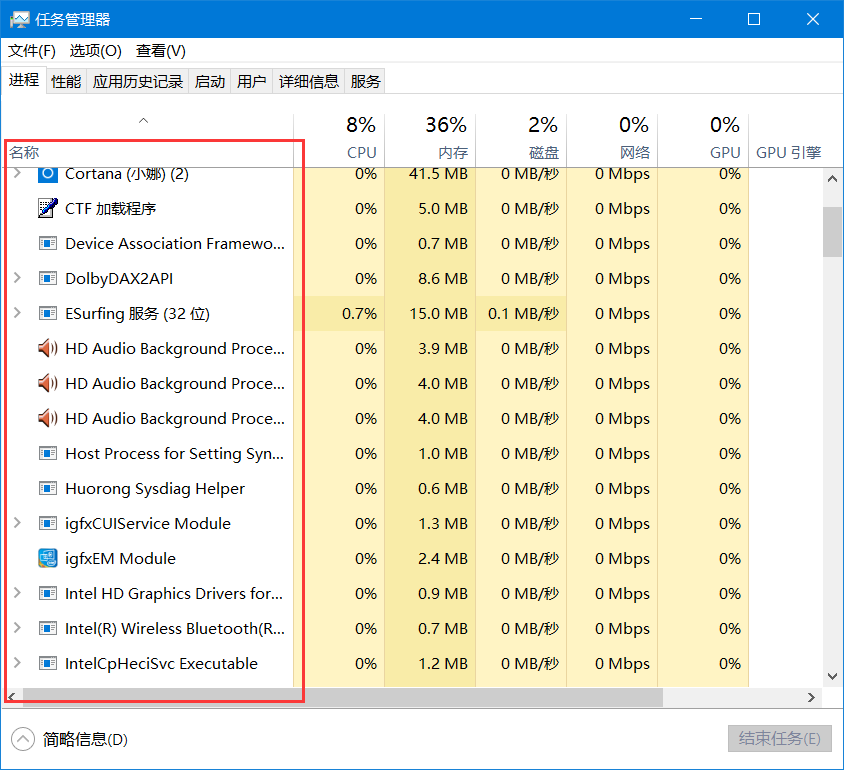 任务管理器
文件(F) 选项(O) 查看(V)
进程 性能 应用历史记录 启动 用户 详细信息 服务
8% 36% 2% 0% 0%
名称 CPU 内存 磁盘 网络 GPU GPU 引擎
Cortana (小娜) (2) 0% 41.5 MB 0 MB/秒 0 Mbps 0%
CTF 加载程序 0% 5.0 MB 0 MB/秒 0 Mbps 0%
Device Association Framewo... 0% 0.7 MB 0 MB/秒 0 Mbps 0%
DolbyDAX2API 0% 8.6 MB 0 MB/秒 0 Mbps 0%
ESurfing 服务 (32 位) 0.7% 15.0 MB 0.1 MB/秒 0 Mbps 0%
HD Audio Background Proce... 0% 3.9 MB 0 MB/秒 0 Mbps 0%
HD Audio Background Proce... 0% 4.0 MB 0 MB/秒 0 Mbps 0%
HD Audio Background Proce... 0% 4.0 MB 0 MB/秒 0 Mbps 0%
Host Process for Setting Syn... 0% 1.0 MB 0 MB/秒 0 Mbps 0%
Huorong Sysdiag Helper 0% 0.6 MB 0 MB/秒 0 Mbps 0%
igfxCUIService Module 0% 1.3 MB 0 MB/秒 0 Mbps 0%
igfxEM Module 0% 2.4 MB 0 MB/秒 0 Mbps 0%
Intel HD Graphics Drivers for... 0% 0.9 MB 0 MB/秒 0 Mbps 0%
Intel(R) Wireless Bluetooth(R... 0% 0.7 MB 0 MB/秒 0 Mbps 0%
IntelCpHeciSvc Executable 0% 1.2 MB 0 MB/秒 0 Mbps 0%
简略信息(D) 结束任务(E)